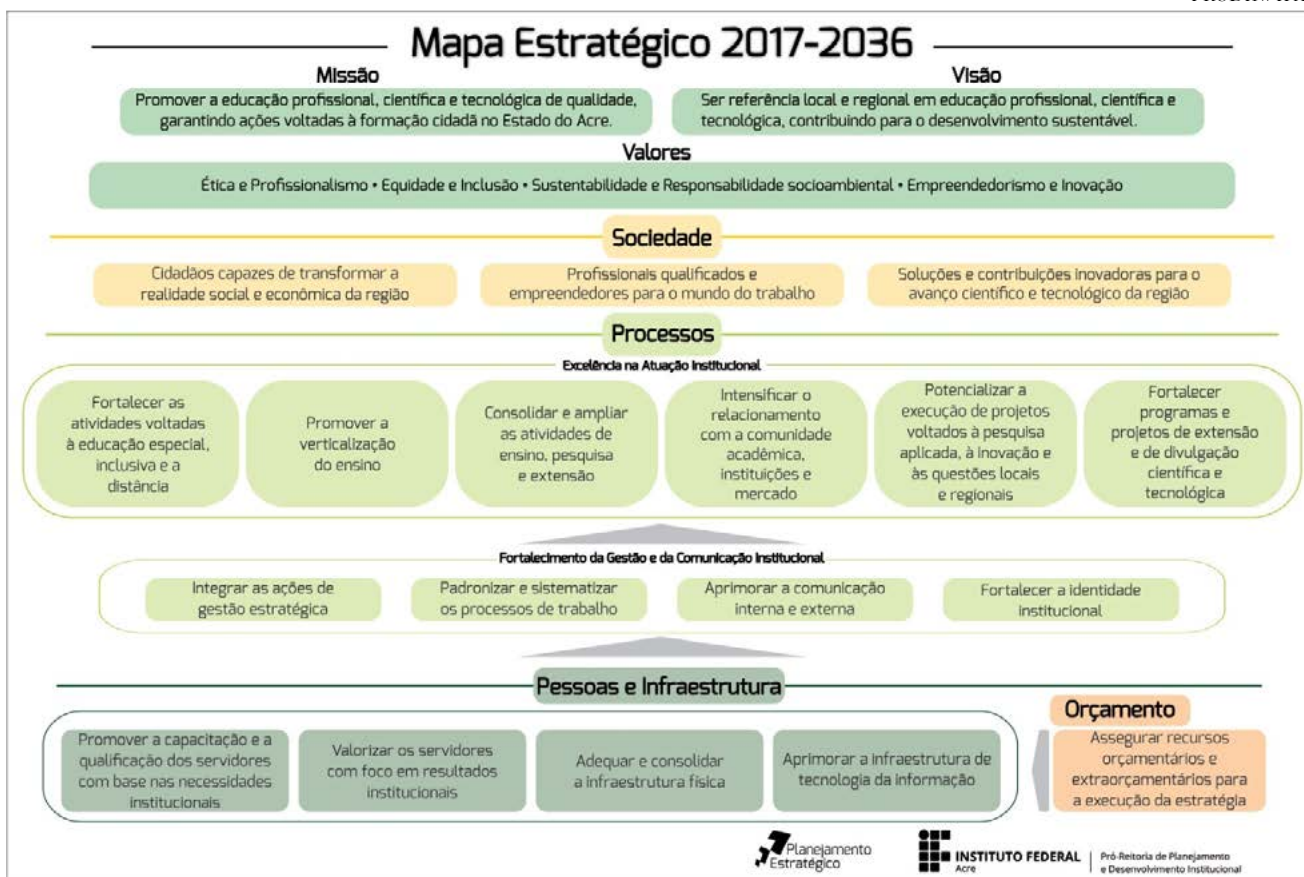 Mapa Estratégico 2017-2036
Missão
Promover a educação profissional, científica e tecnológica de qualidade,
garantindo ações voltadas à formação cidadã no Estado do Acre.
Visão
Ser referência local e regional em educação profissional, científica e
tecnológica, contribuindo para o desenvolvimento sustentável.
Valores
Ética e Profissionalismo • Equidade e Inclusão • Sustentabilidade e Responsabilidade socioambiental • Empreendedorismo e Inovação
Sociedade
Cidadãos capazes de transformar a
realidade social e econômica da região
Profissionais qualificados e
empreendedores para o mundo do trabalho
Soluções e contribuições inovadoras para o
avanço científico e tecnológico da região
Processos
Excelência na Atuação Institucional
Fortalecer as
atividades voltadas
à educação especial,
inclusiva e a
distância
Promover a
verticalização
do ensino
Consolidar e ampliar
as atividades de
ensino, pesquisa
e extensão
Intensificar o
relacionamento
com a comunidade
acadêmica,
instituições e
mercado
Potencializar a
execução de projetos
voltados à pesquisa
aplicada, à inovação e
às questões locais
e regionais
Fortalecer
programas e
projetos de extensão
e de divulgação
científica e
tecnológica
Fortalecimento da Gestão e da Comunicação Institucional
Integrar as ações de
gestão estratégica
Padronizar e sistematizar
os processos de trabalho
Aprimorar a comunicação
interna e externa
Fortalecer a identidade
institucional
Pessoas e Infraestrutura
Promover a capacitação e a
qualificação dos servidores
com base nas necessidades
institucionais
Valorizar os servidores
com foco em resultados
institucionais
Adequar e consolidar
a infraestrutura física
Aprimorar a infraestrutura de
tecnologia da informação
Orçamento
Assegurar recursos
orçamentários e
extraorçamentários para
a execução da estratégia
Planejamento
Estratégico
INSTITUTO FEDERAL
Acre
Pró-Reitoria de Planejamento
e Desenvolvimento Institucional